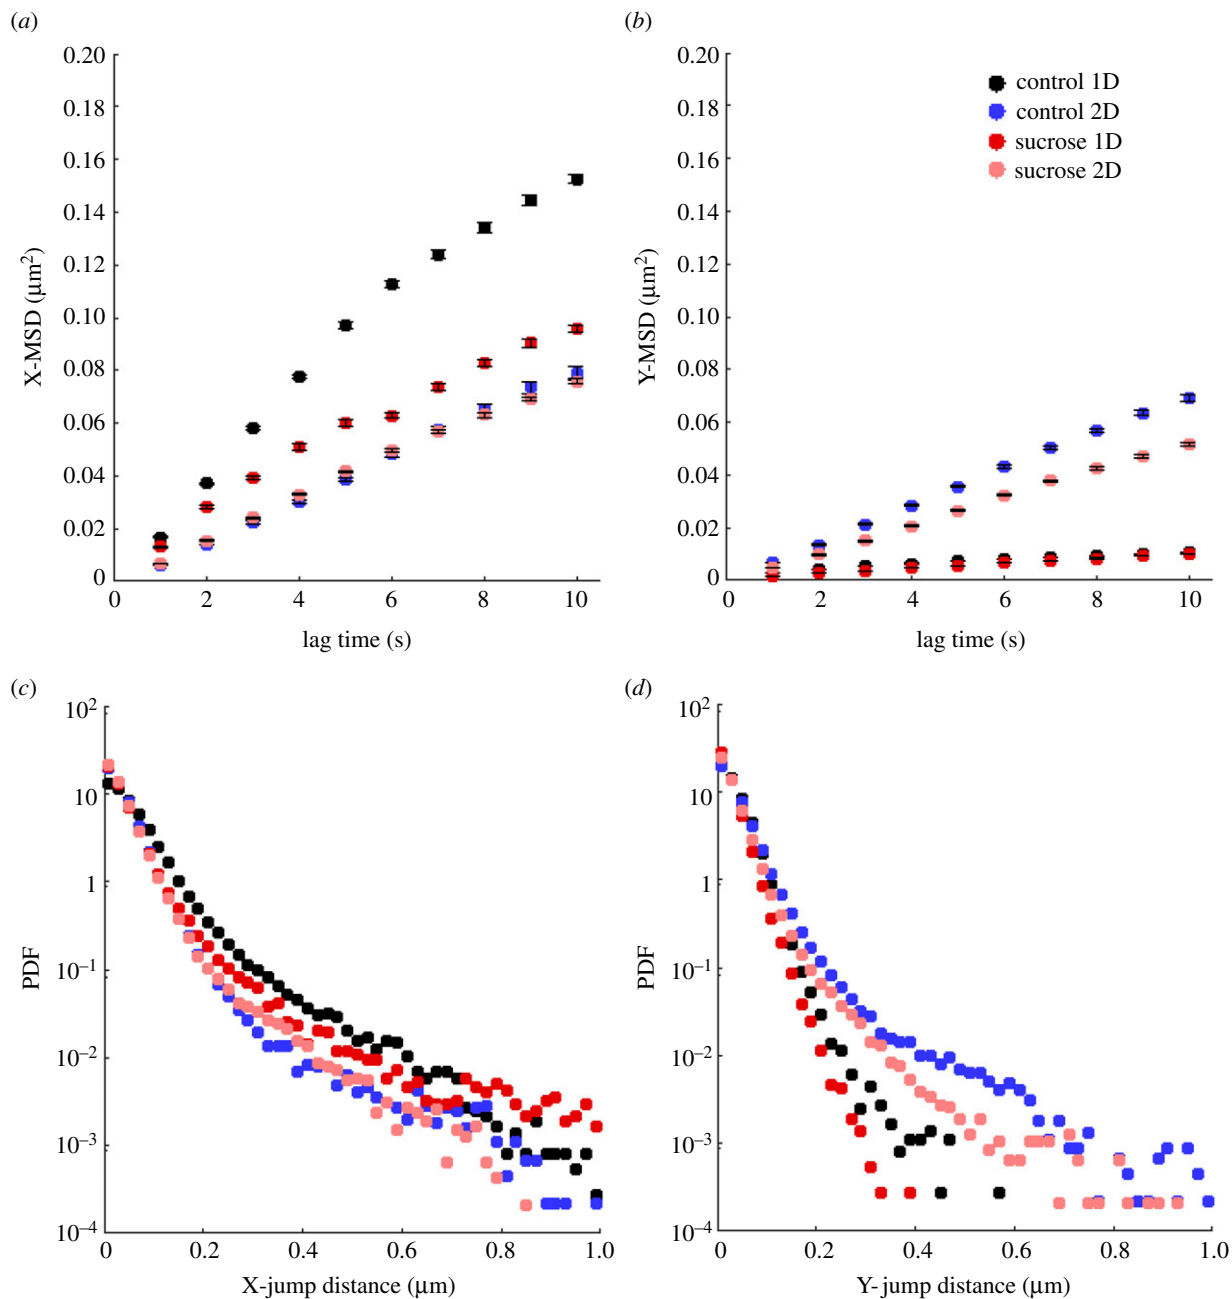 (a)
0.20
0.18
0.16
0.14
0.12
0.10
0.08
0.06
0.04
0.02
0
X-MSD (μm²)
0 2 4 6 8 10
lag time (s)
(b)
0.20
0.18
0.16
0.14
0.12
0.10
0.08
0.06
0.04
0.02
0
Y-MSD (μm²)
control 1D
control 2D
sucrose 1D
sucrose 2D
0 2 4 6 8 10
lag time (s)
(c)
10²
10
1
10⁻¹
10⁻²
10⁻³
10⁻⁴
PDF
0 0.2 0.4 0.6 0.8 1.0
X-jump distance (μm)
(d)
10²
10
1
10⁻¹
10⁻²
10⁻³
10⁻⁴
PDF
0 0.2 0.4 0.6 0.8 1.0
Y- jump distance (μm)